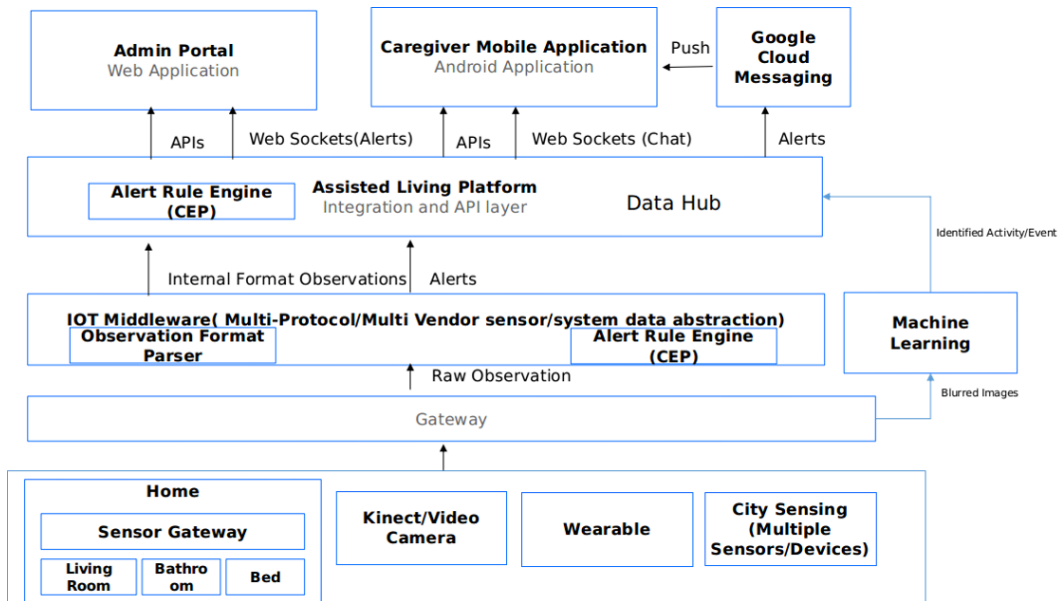 Admin Portal
Web Application
Caregiver Mobile Application
Android Application
Push
Google
Cloud
Messaging
APIs
Web Sockets(Alerts)
APIs
Web Sockets (Chat)
Alerts
Alert Rule Engine
(CEP)
Assisted Living Platform
Integration and API layer
Data Hub
Identified Activity/Event
Internal Format Observations
Alerts
IOT Middleware( Multi-Protocol/Multi Vendor sensor/system data abstraction)
Observation Format
Parser
Alert Rule Engine
(CEP)
Machine
Learning
Raw Observation
Blurred Images
Gateway
Home
Sensor Gateway
Living
Room
Bathro
om
Bed
Kinect/Video
Camera
Wearable
City Sensing
(Multiple
Sensors/Devices)